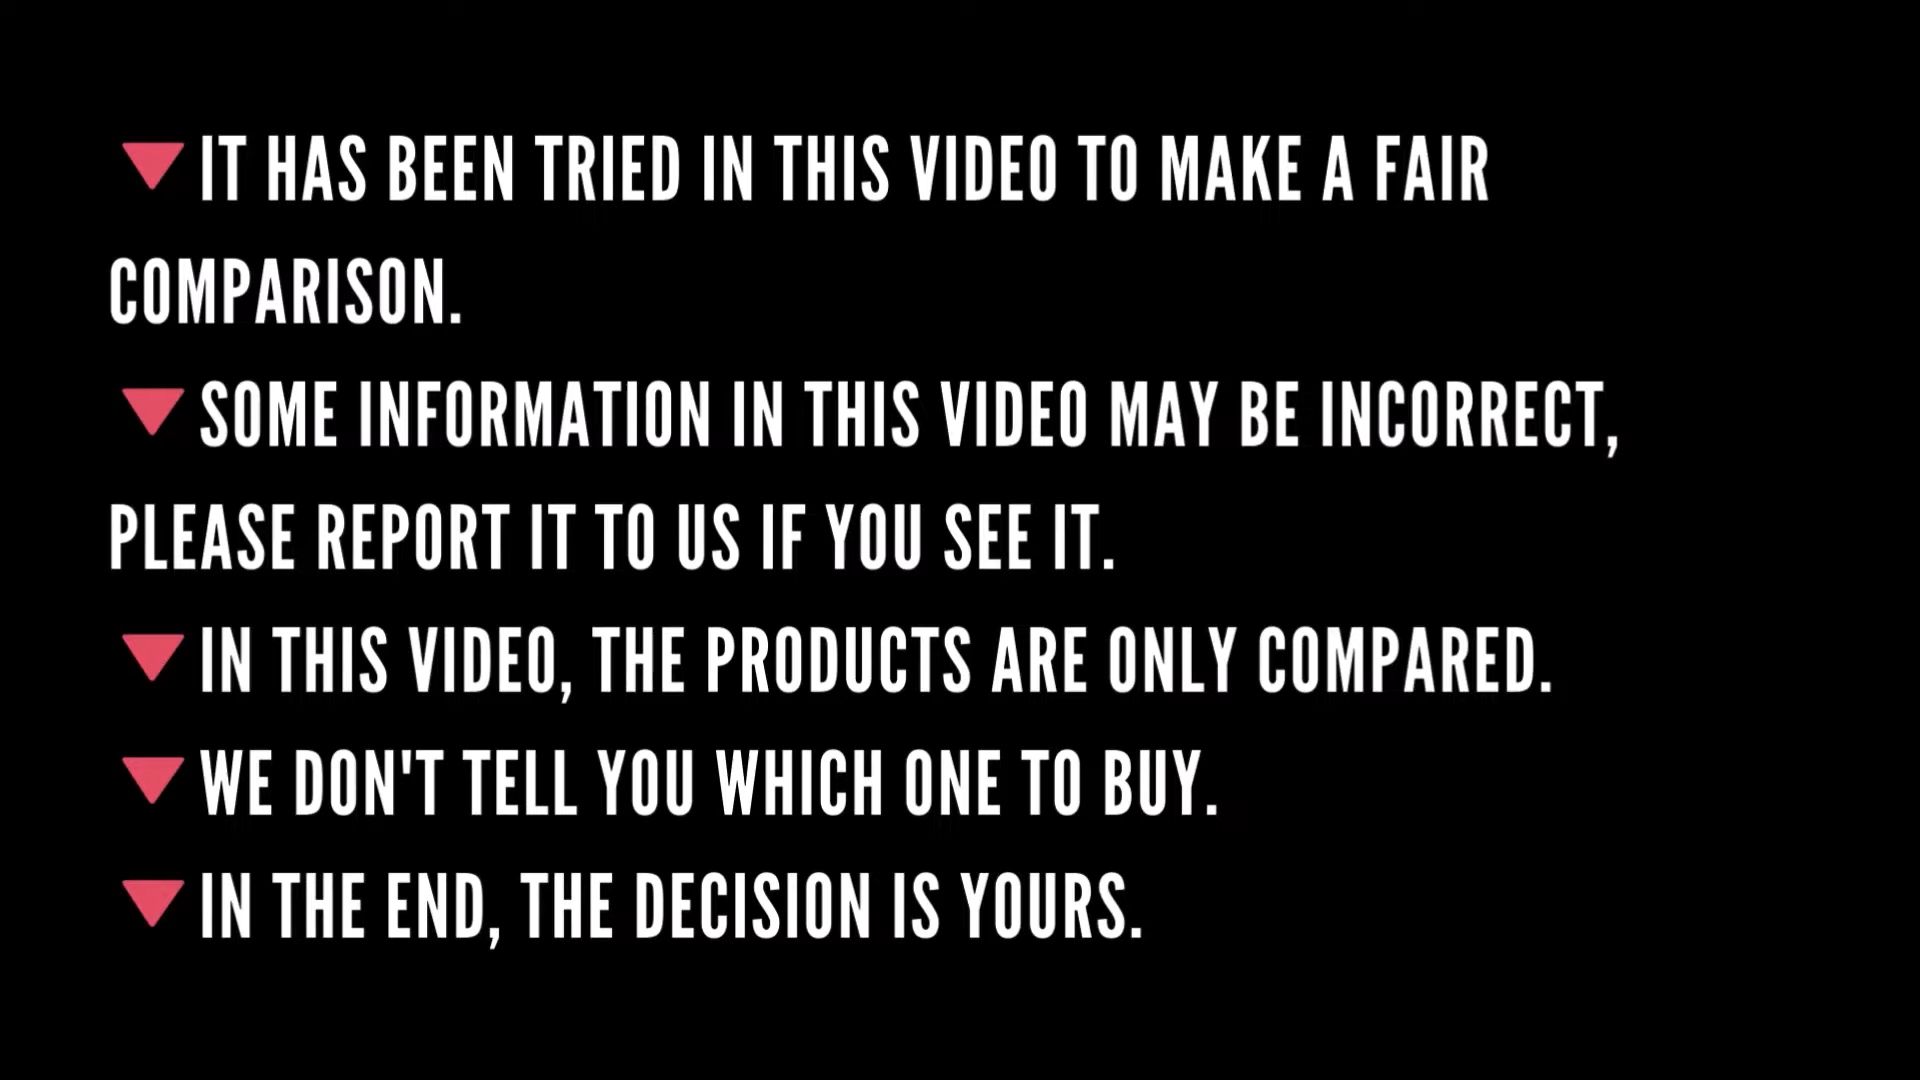 🔻IT HAS BEEN TRIED IN THIS VIDEO TO MAKE A FAIR
COMPARISON.
🔻SOME INFORMATION IN THIS VIDEO MAY BE INCORRECT,
PLEASE REPORT IT TO US IF YOU SEE IT.
🔻IN THIS VIDEO, THE PRODUCTS ARE ONLY COMPARED.
🔻WE DON'T TELL YOU WHICH ONE TO BUY.
🔻IN THE END, THE DECISION IS YOURS.